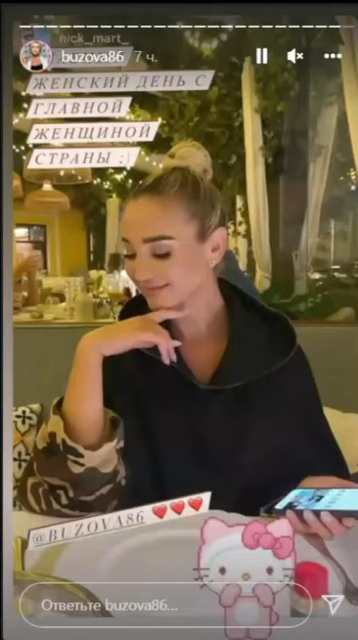 nick_mart_
buzova86 7 ч.
ЖЕНСКИЙ ДЕНЬ С
ГЛАВНОЙ
ЖЕНЩИНОЙ
СТРАНЫ :)
@BUZOVA86 ❤️❤️❤️
Ответьте buzova86...